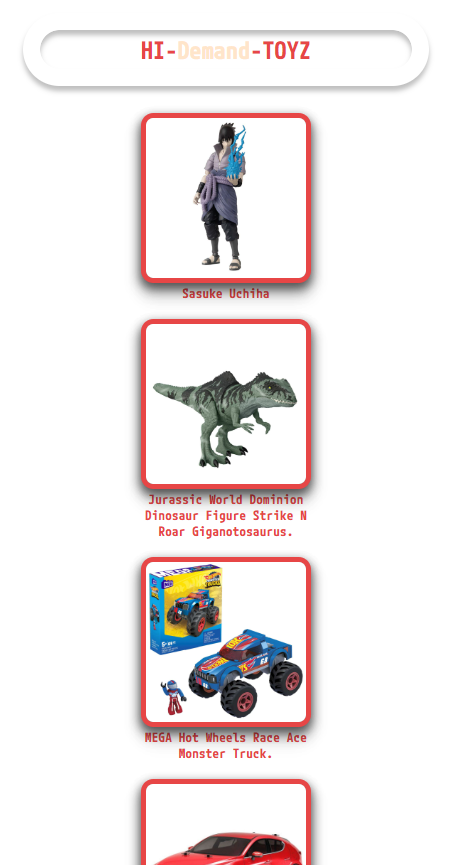 HI-Demand-TOYZ
Sasuke Uchiha
Jurassic World Dominion
Dinosaur Figure Strike N
Roar Giganotosaurus.
MEGA
MEGA Hot Wheels Race Ace
Monster Truck.